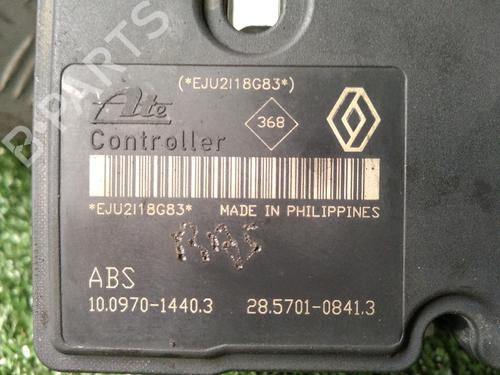 (*EJU2I18G83*)
Ate
Controller
368
*EJU2I18G83* MADE IN PHILIPPINES
ABS
10.0970-1440.3 28.5701-0841.3
B-PARTS